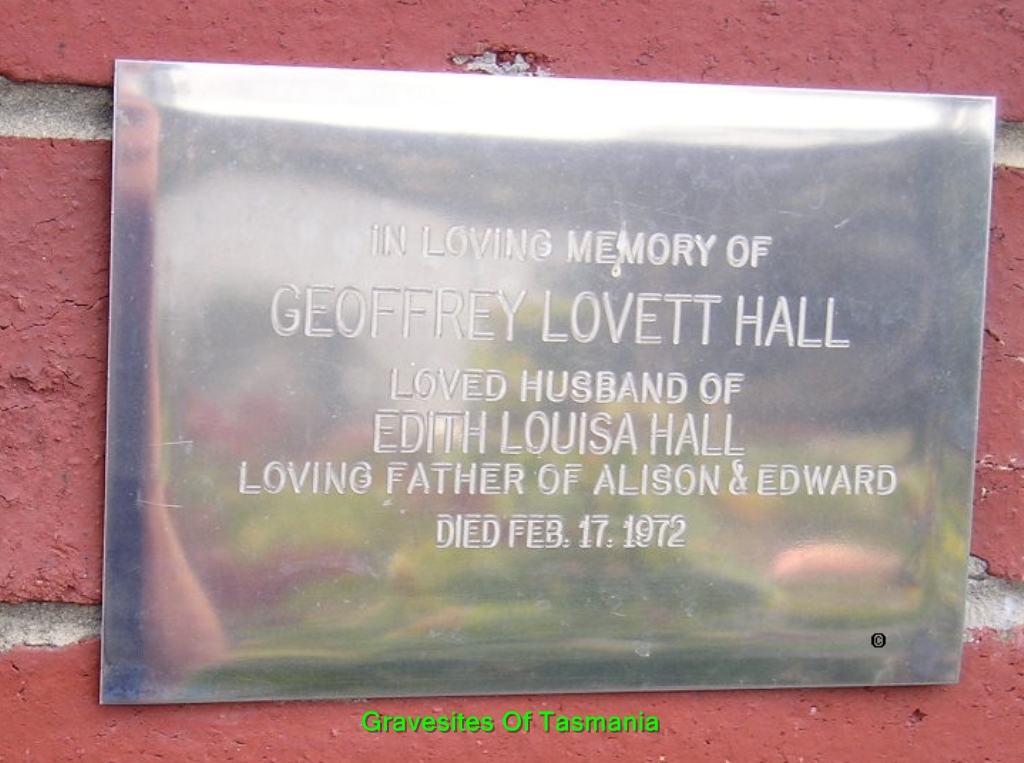 IN LOVING MEMORY OF
GEOFFREY LOVETT HALL
LOVED HUSBAND OF
EDITH LOUISA HALL
LOVING FATHER OF ALISON & EDWARD
DIED FEB. 17. 1972
©
Gravesites Of Tasmania